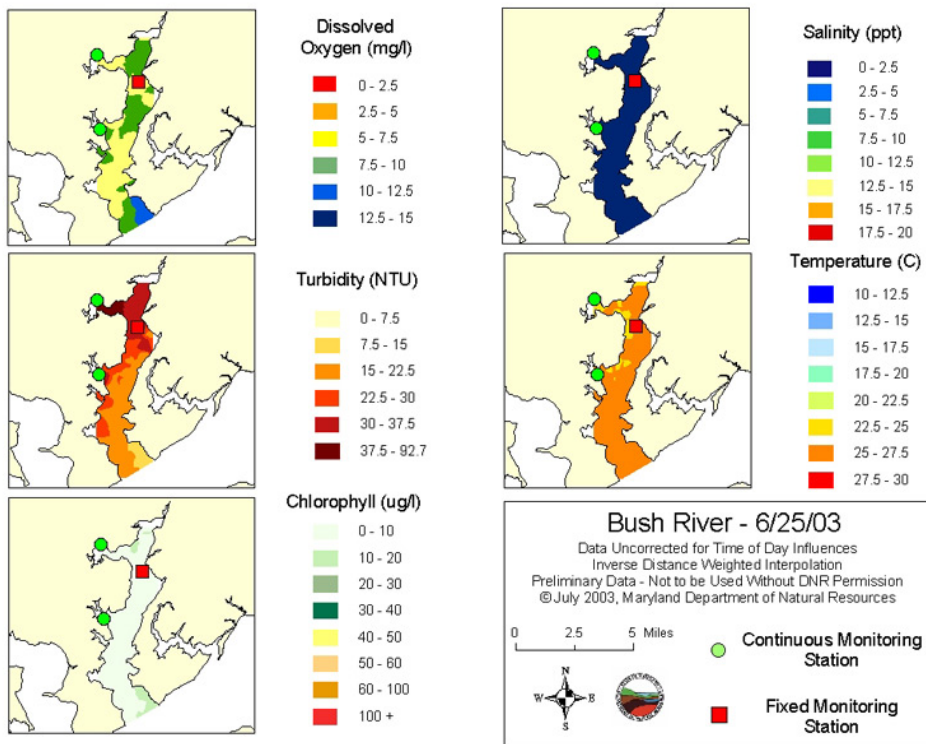 Dissolved
Oxygen (mg/l)
0 - 2.5
2.5 - 5
5 - 7.5
7.5 - 10
10 - 12.5
12.5 - 15
Salinity (ppt)
0 - 2.5
2.5 - 5
5 - 7.5
7.5 - 10
10 - 12.5
12.5 - 15
15 - 17.5
17.5 - 20
Turbidity (NTU)
0 - 7.5
7.5 - 15
15 - 22.5
22.5 - 30
30 - 37.5
37.5 - 92.7
Temperature (C)
10 - 12.5
12.5 - 15
15 - 17.5
17.5 - 20
20 - 22.5
22.5 - 25
25 - 27.5
27.5 - 30
Chlorophyll (ug/l)
0 - 10
10 - 20
20 - 30
30 - 40
40 - 50
50 - 60
60 - 100
100 +
Bush River - 6/25/03
Data Uncorrected for Time of Day Influences
Inverse Distance Weighted Interpolation
Preliminary Data - Not to be Used Without DNR Permission
© July 2003, Maryland Department of Natural Resources
0 2.5 5 Miles
N
W E
S
Continuous Monitoring
Station
Fixed Monitoring
Station